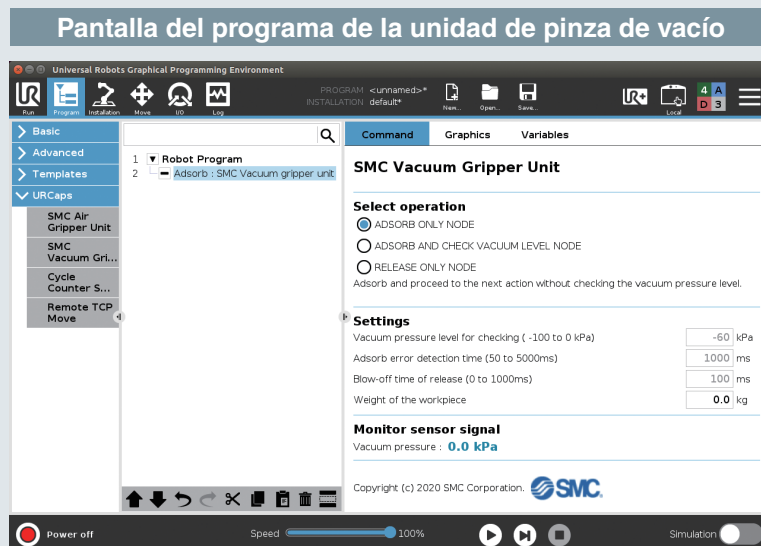 Pantalla del programa de la unidad de pinza de vacío
Universal Robots Graphical Programming Environment
PROGRAM <unnamed>*
INSTALLATION default*
Run
Program
Installation
Move
I/O
Log
New...
Open...
Save...
UR+
Local
4 A
D 3
Basic
Advanced
Templates
URCaps
SMC Air
Gripper Unit
SMC
Vacuum Gri...
Cycle
Counter S...
Remote TCP
Move
1 Robot Program
2 Adsorb : SMC Vacuum gripper unit
Command Graphics Variables
SMC Vacuum Gripper Unit
Select operation
ADSORB ONLY NODE
ADSORB AND CHECK VACUUM LEVEL NODE
RELEASE ONLY NODE
Adsorb and proceed to the next action without checking the vacuum pressure level.
Settings
Vacuum pressure level for checking ( -100 to 0 kPa) -60 kPa
Adsorb error detection time (50 to 5000ms) 1000 ms
Blow-off time of release (0 to 1000ms) 100 ms
Weight of the workpiece 0.0 kg
Monitor sensor signal
Vacuum pressure : 0.0 kPa
Copyright (c) 2020 SMC Corporation. SMC.
Power off
Speed 100%
Simulation